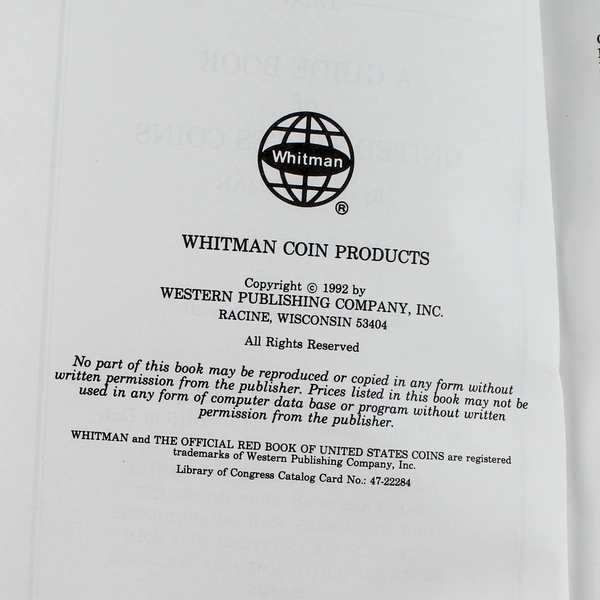 Whitman
®
WHITMAN COIN PRODUCTS
Copyright © 1992 by
WESTERN PUBLISHING COMPANY, INC.
RACINE, WISCONSIN 53404
All Rights Reserved
No part of this book may be reproduced or copied in any form without
written permission from the publisher. Prices listed in this book may not be
used in any form of computer data base or program without written
permission from the publisher.
WHITMAN and THE OFFICIAL RED BOOK OF UNITED STATES COINS are registered
trademarks of Western Publishing Company, Inc.
Library of Congress Catalog Card No.: 47-22284